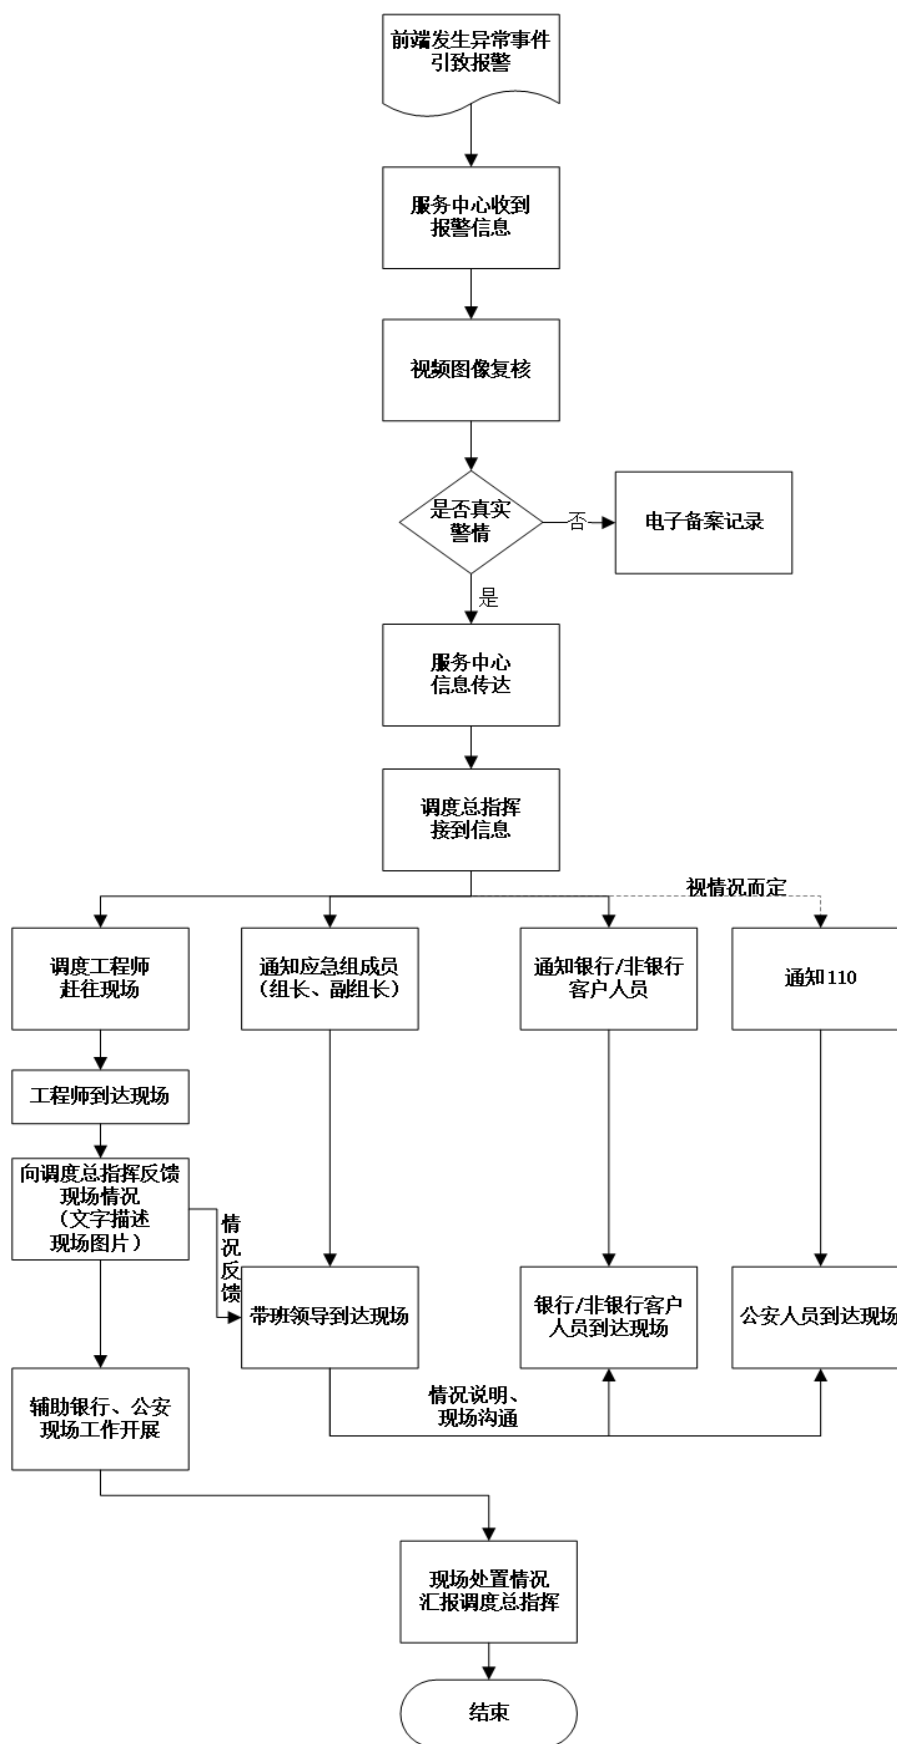 前端发生异常事件
引致报警
服务中心收到
报警信息
视频图像复核
是否真实
警情
否
电子备案记录
是
服务中心
信息传达
调度总指挥
接到信息
视情况而定
调度工程师
赶往现场
通知应急组成员
（组长、副组长）
通知银行/非银行
客户人员
通知110
工程师到达现场
向调度总指挥反馈
现场情况
（文字描述
现场图片）
情
况
反
馈
带班领导到达现场
银行/非银行客户
人员到达现场
公安人员到达现场
情况说明、
现场沟通
辅助银行、公安
现场工作开展
现场处置情况
汇报调度总指挥
结束